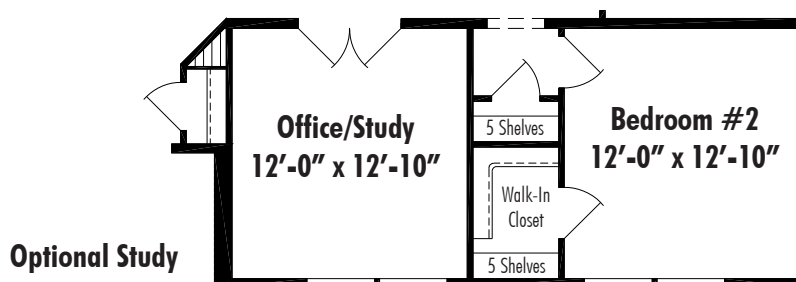 Office/Study
12’-0” x 12’-10”
5 Shelves
Bedroom #2
12’-0” x 12’-10”
Walk-In
Closet
5 Shelves
Optional Study